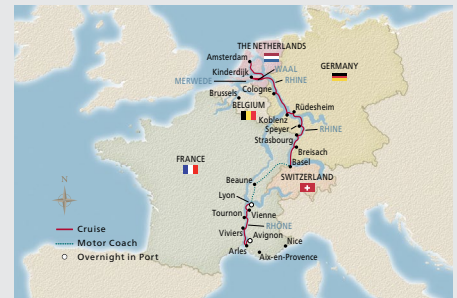 THE NETHERLANDS
Amsterdam
Kinderdijk
WAAL
GERMANY
MERWEDE
RHINE
Cologne
Brussels
BELGIUM
Rüdesheim
Koblenz
Speyer
RHINE
Strasbourg
Breisach
FRANCE
Basel
SWITZERLAND
Beaune
Lyon
N
Tournon
Vienne
RHÔNE
Cruise
Viviers
Avignon
Motor Coach
Nice
Overnight in Port
Arles
Aix-en-Provence